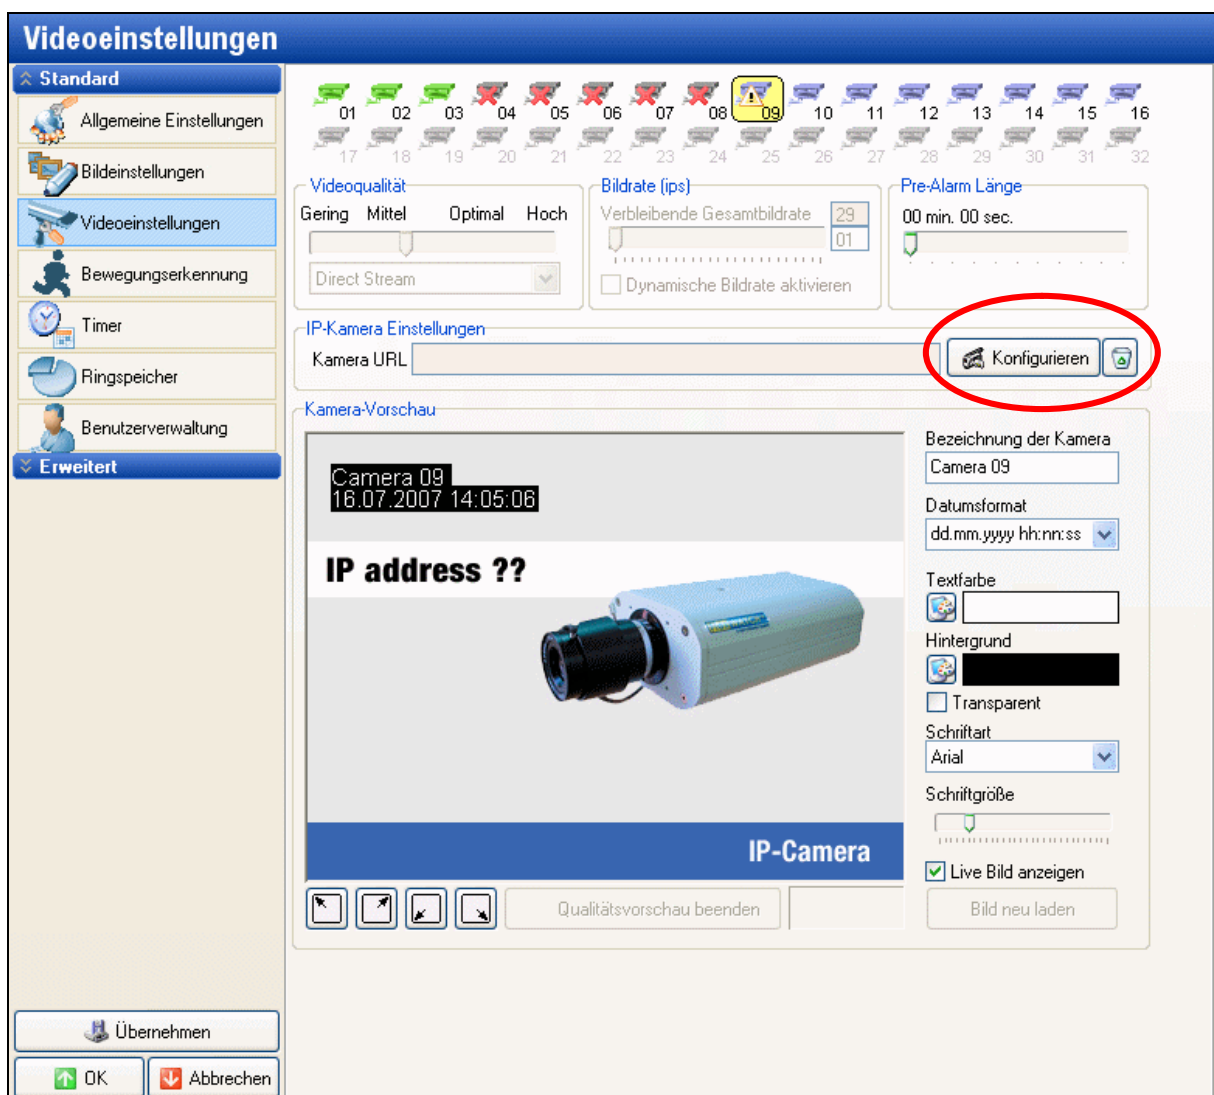 Videoeinstellungen
Standard
Allgemeine Einstellungen
Bildeinstellungen
Videoeinstellungen
Bewegungserkennung
Timer
Ringspeicher
Benutzerverwaltung
Erweitert
01 02 03 04 05 06 07 08 09 10 11 12 13 14 15 16
17 18 19 20 21 22 23 24 25 26 27 28 29 30 31 32
Videoqualität
Gering Mittel Optimal Hoch
Direct Stream
Bildrate (ips)
Verbleibende Gesamtbildrate 29
01
Dynamische Bildrate aktivieren
Pre-Alarm Länge
00 min. 00 sec.
IP-Kamera Einstellungen
Kamera URL
Konfigurieren
Kamera-Vorschau
Camera 09
16.07.2007 14:05:06
IP address ??
IP-Camera
Qualitätsvorschau beenden
Bezeichnung der Kamera
Camera 09
Datumsformat
dd.mm.yyyy hh:nn:ss
Textfarbe
Hintergrund
Transparent
Schriftart
Arial
Schriftgröße
Live Bild anzeigen
Bild neu laden
Übernehmen
OK
Abbrechen